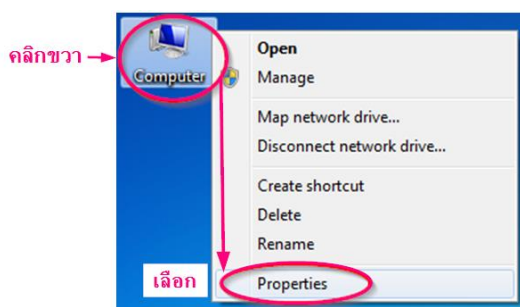 คลิกขวา
Computer
Open
Manage
Map network drive...
Disconnect network drive...
Create shortcut
Delete
Rename
เลือก
Properties